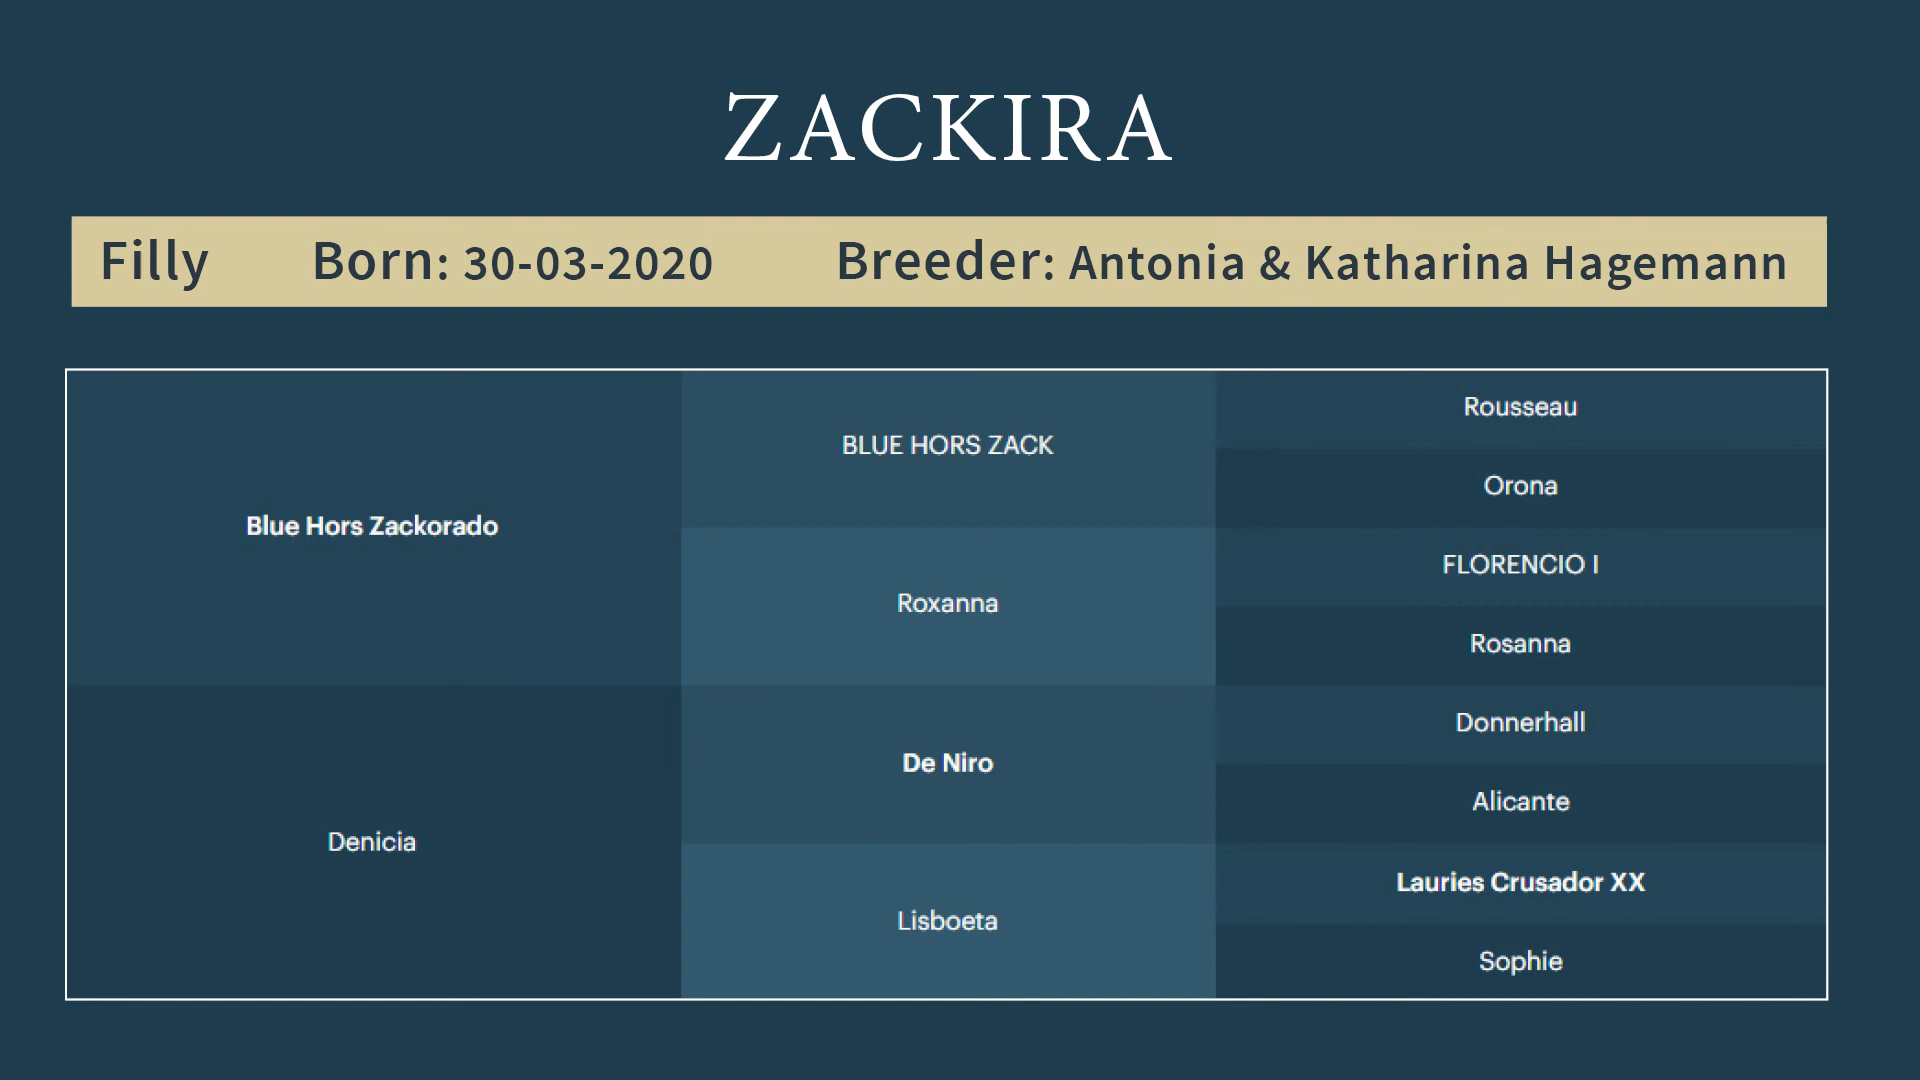 ZACKIRA
Filly Born: 30-03-2020 Breeder: Antonia & Katharina Hagemann
Blue Hors Zackorado
BLUE HORS ZACK
Rousseau
Orona
Roxanna
FLORENCIO I
Rosanna
Denicia
De Niro
Donnerhall
Alicante
Lisboeta
Lauries Crusador XX
Sophie